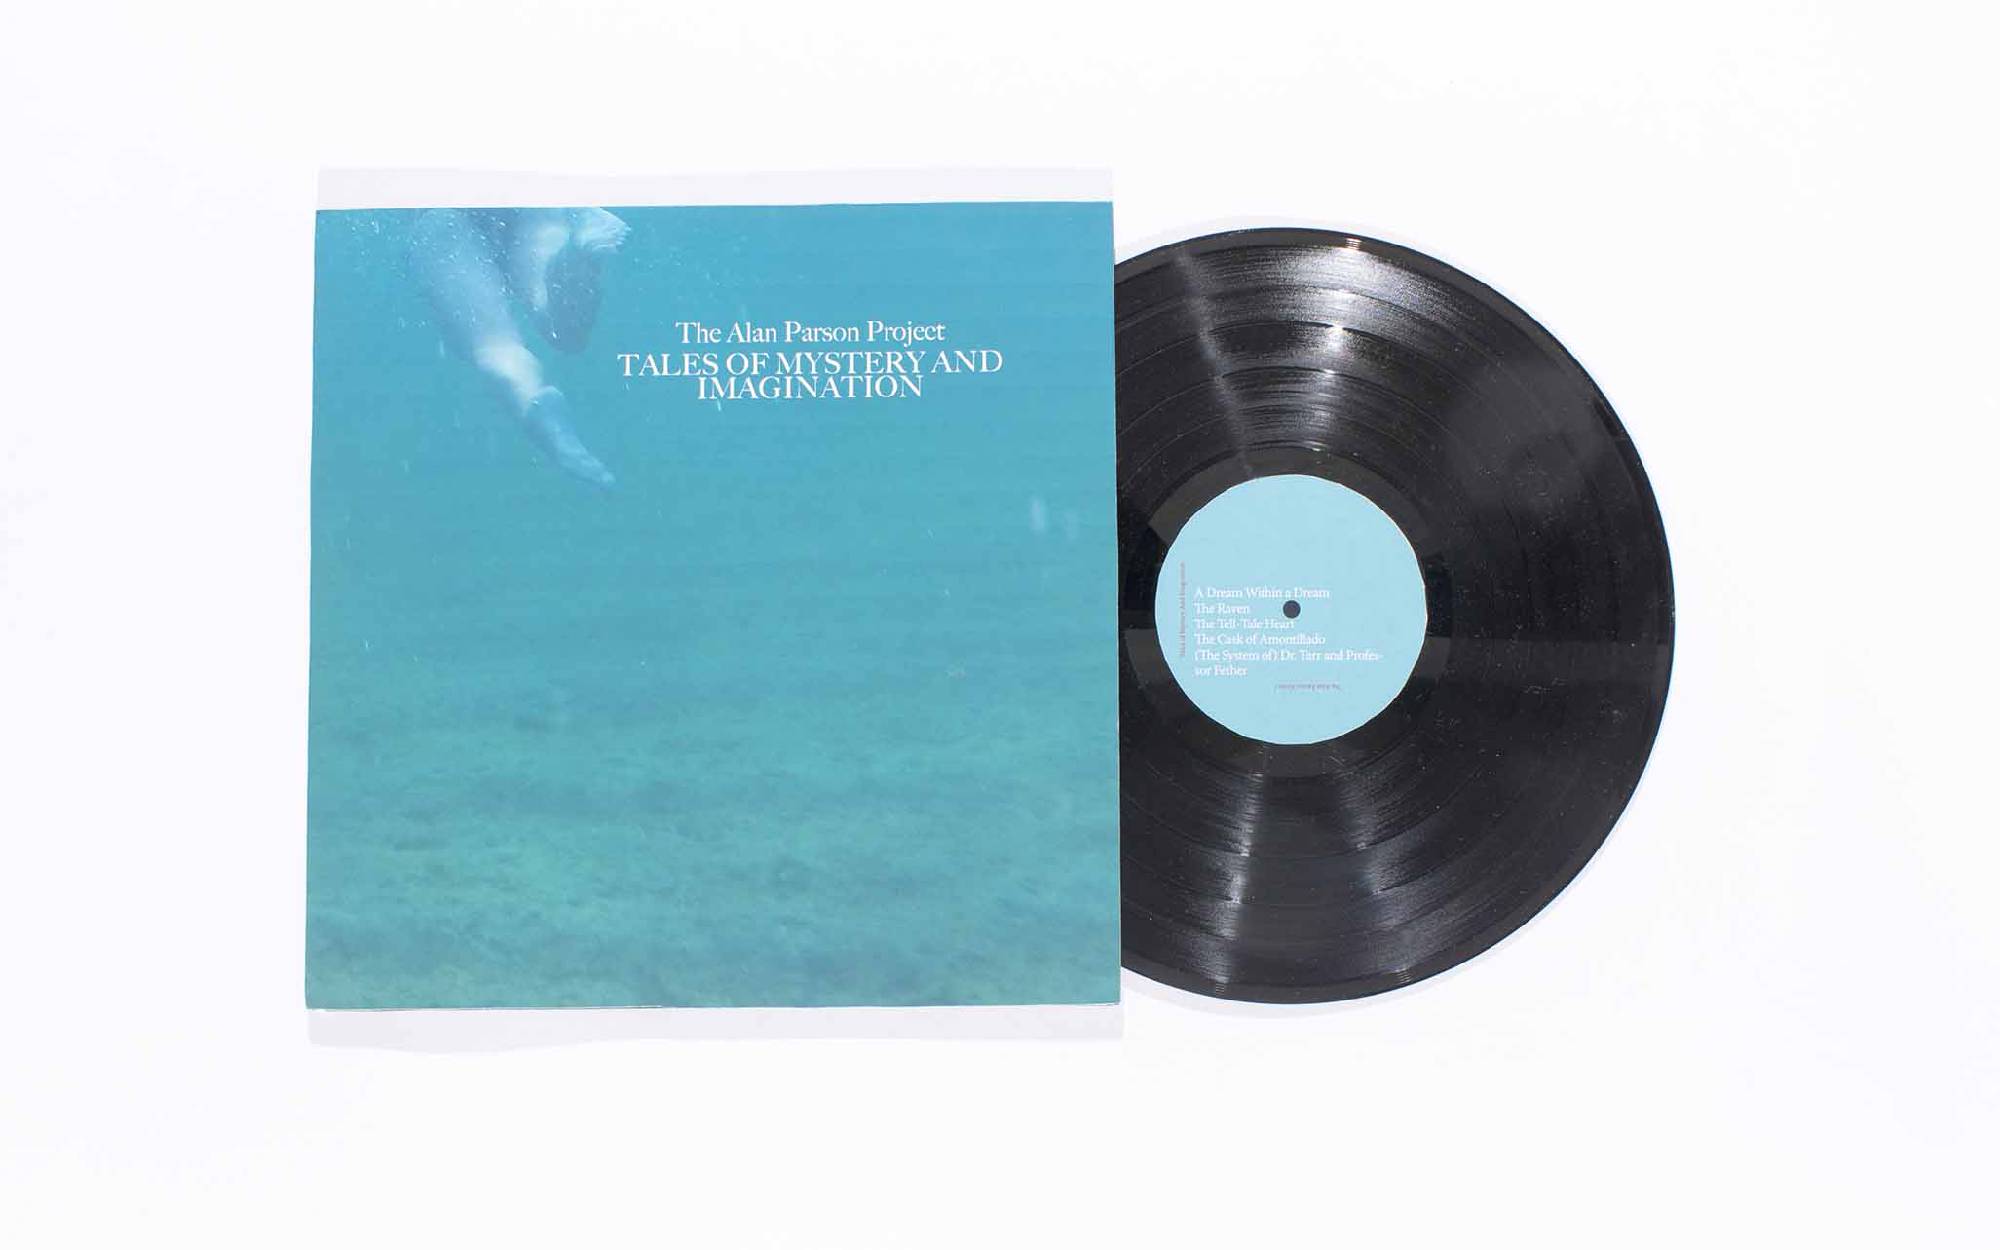 The Alan Parson Project
TALES OF MYSTERY AND
IMAGINATION
A Dream Within a Dream
The Raven
The Tell-Tale Heart
The Cask of Amontillado
(The System of) Dr. Tarr and Profes-
sor Fether